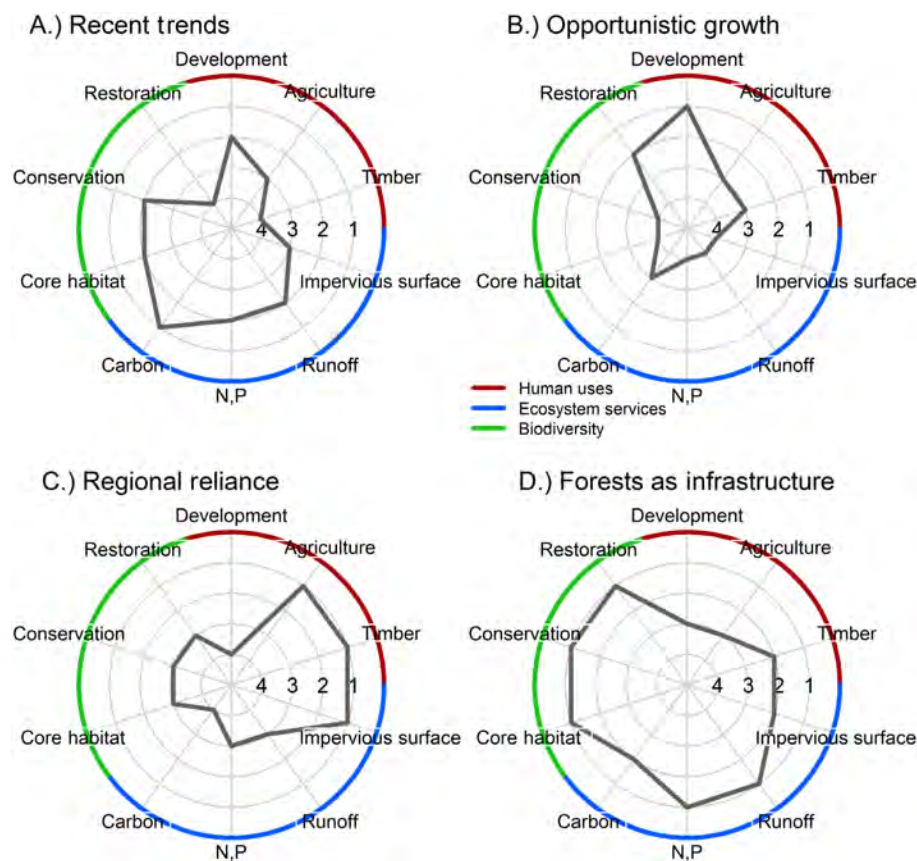 A.) Recent trends
Development
Restoration
Agriculture
Conservation
Timber
4 3 2 1
Core habitat
Impervious surface
Carbon
Runoff
N,P
B.) Opportunistic growth
Development
Restoration
Agriculture
Conservation
Timber
4 3 2 1
Core habitat
Impervious surface
Carbon
Runoff
N,P
Human uses
Ecosystem services
Biodiversity
C.) Regional reliance
Development
Restoration
Agriculture
Conservation
Timber
4 3 2 1
Core habitat
Impervious surface
Carbon
Runoff
N,P
D.) Forests as infrastructure
Development
Restoration
Agriculture
Conservation
Timber
4 3 2 1
Core habitat
Impervious surface
Carbon
Runoff
N,P